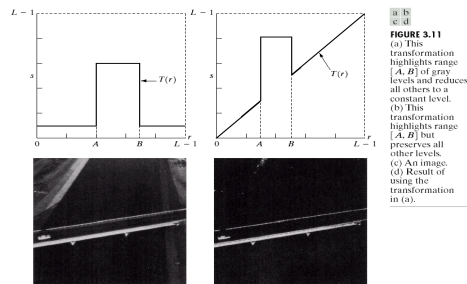 L − 1
s
T(r)
0
A
B
r
L − 1
L − 1
s
T(r)
0
A
B
r
L − 1
a b
c d
FIGURE 3.11
(a) This
transformation
highlights range
[A, B] of gray
levels and reduces
all others to a
constant level.
(b) This
transformation
highlights range
[A, B] but
preserves all
other levels.
(c) An image.
(d) Result of
using the
transformation
in (a).